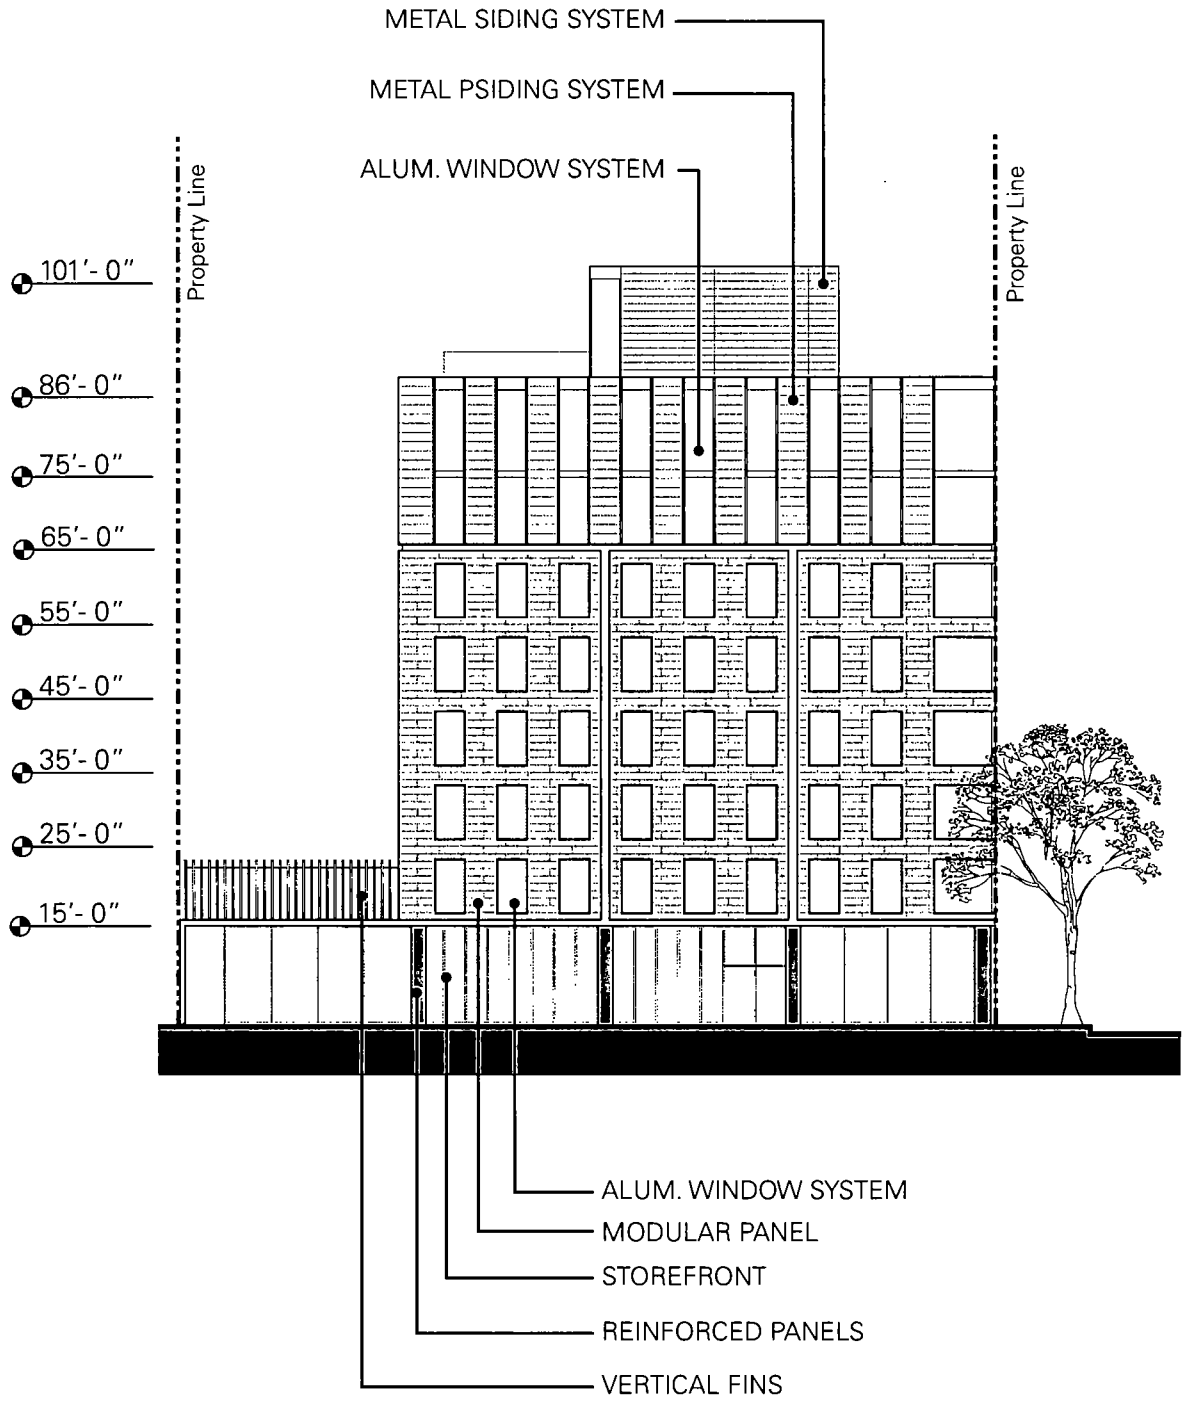 METAL SIDING SYSTEM
METAL PSIDING SYSTEM
ALUM. WINDOW SYSTEM
Property Line
Property Line
101'- 0"
86'- 0"
75'- 0"
65'- 0"
55'- 0"
45'- 0"
35'- 0"
25'- 0"
15'- 0"
ALUM. WINDOW SYSTEM
MODULAR PANEL
STOREFRONT
REINFORCED PANELS
VERTICAL FINS